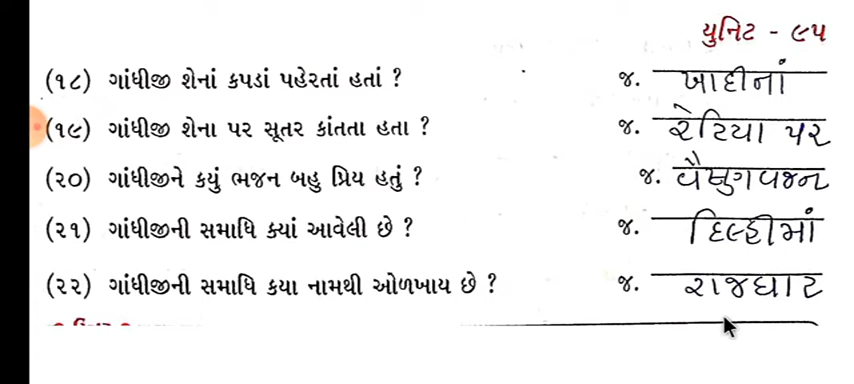 યુનિટ - ૯૫
(૧૮) ગાંધીજી શેનાં કપડાં પહેરતાં હતાં ? જ. ખાદીનાં
(૧૯) ગાંધીજી શેના પર સૂતર કાંતતા હતા ? જ. રેંટિયા પર
(૨૦) ગાંધીજીને કયું ભજન બહુ પ્રિય હતું ? જ. વૈષ્ણવજન
(૨૧) ગાંધીજીની સમાધિ ક્યાં આવેલી છે ? જ. દિલ્હીમાં
(૨૨) ગાંધીજીની સમાધિ કયા નામથી ઓળખાય છે ? જ. રાજઘાટ